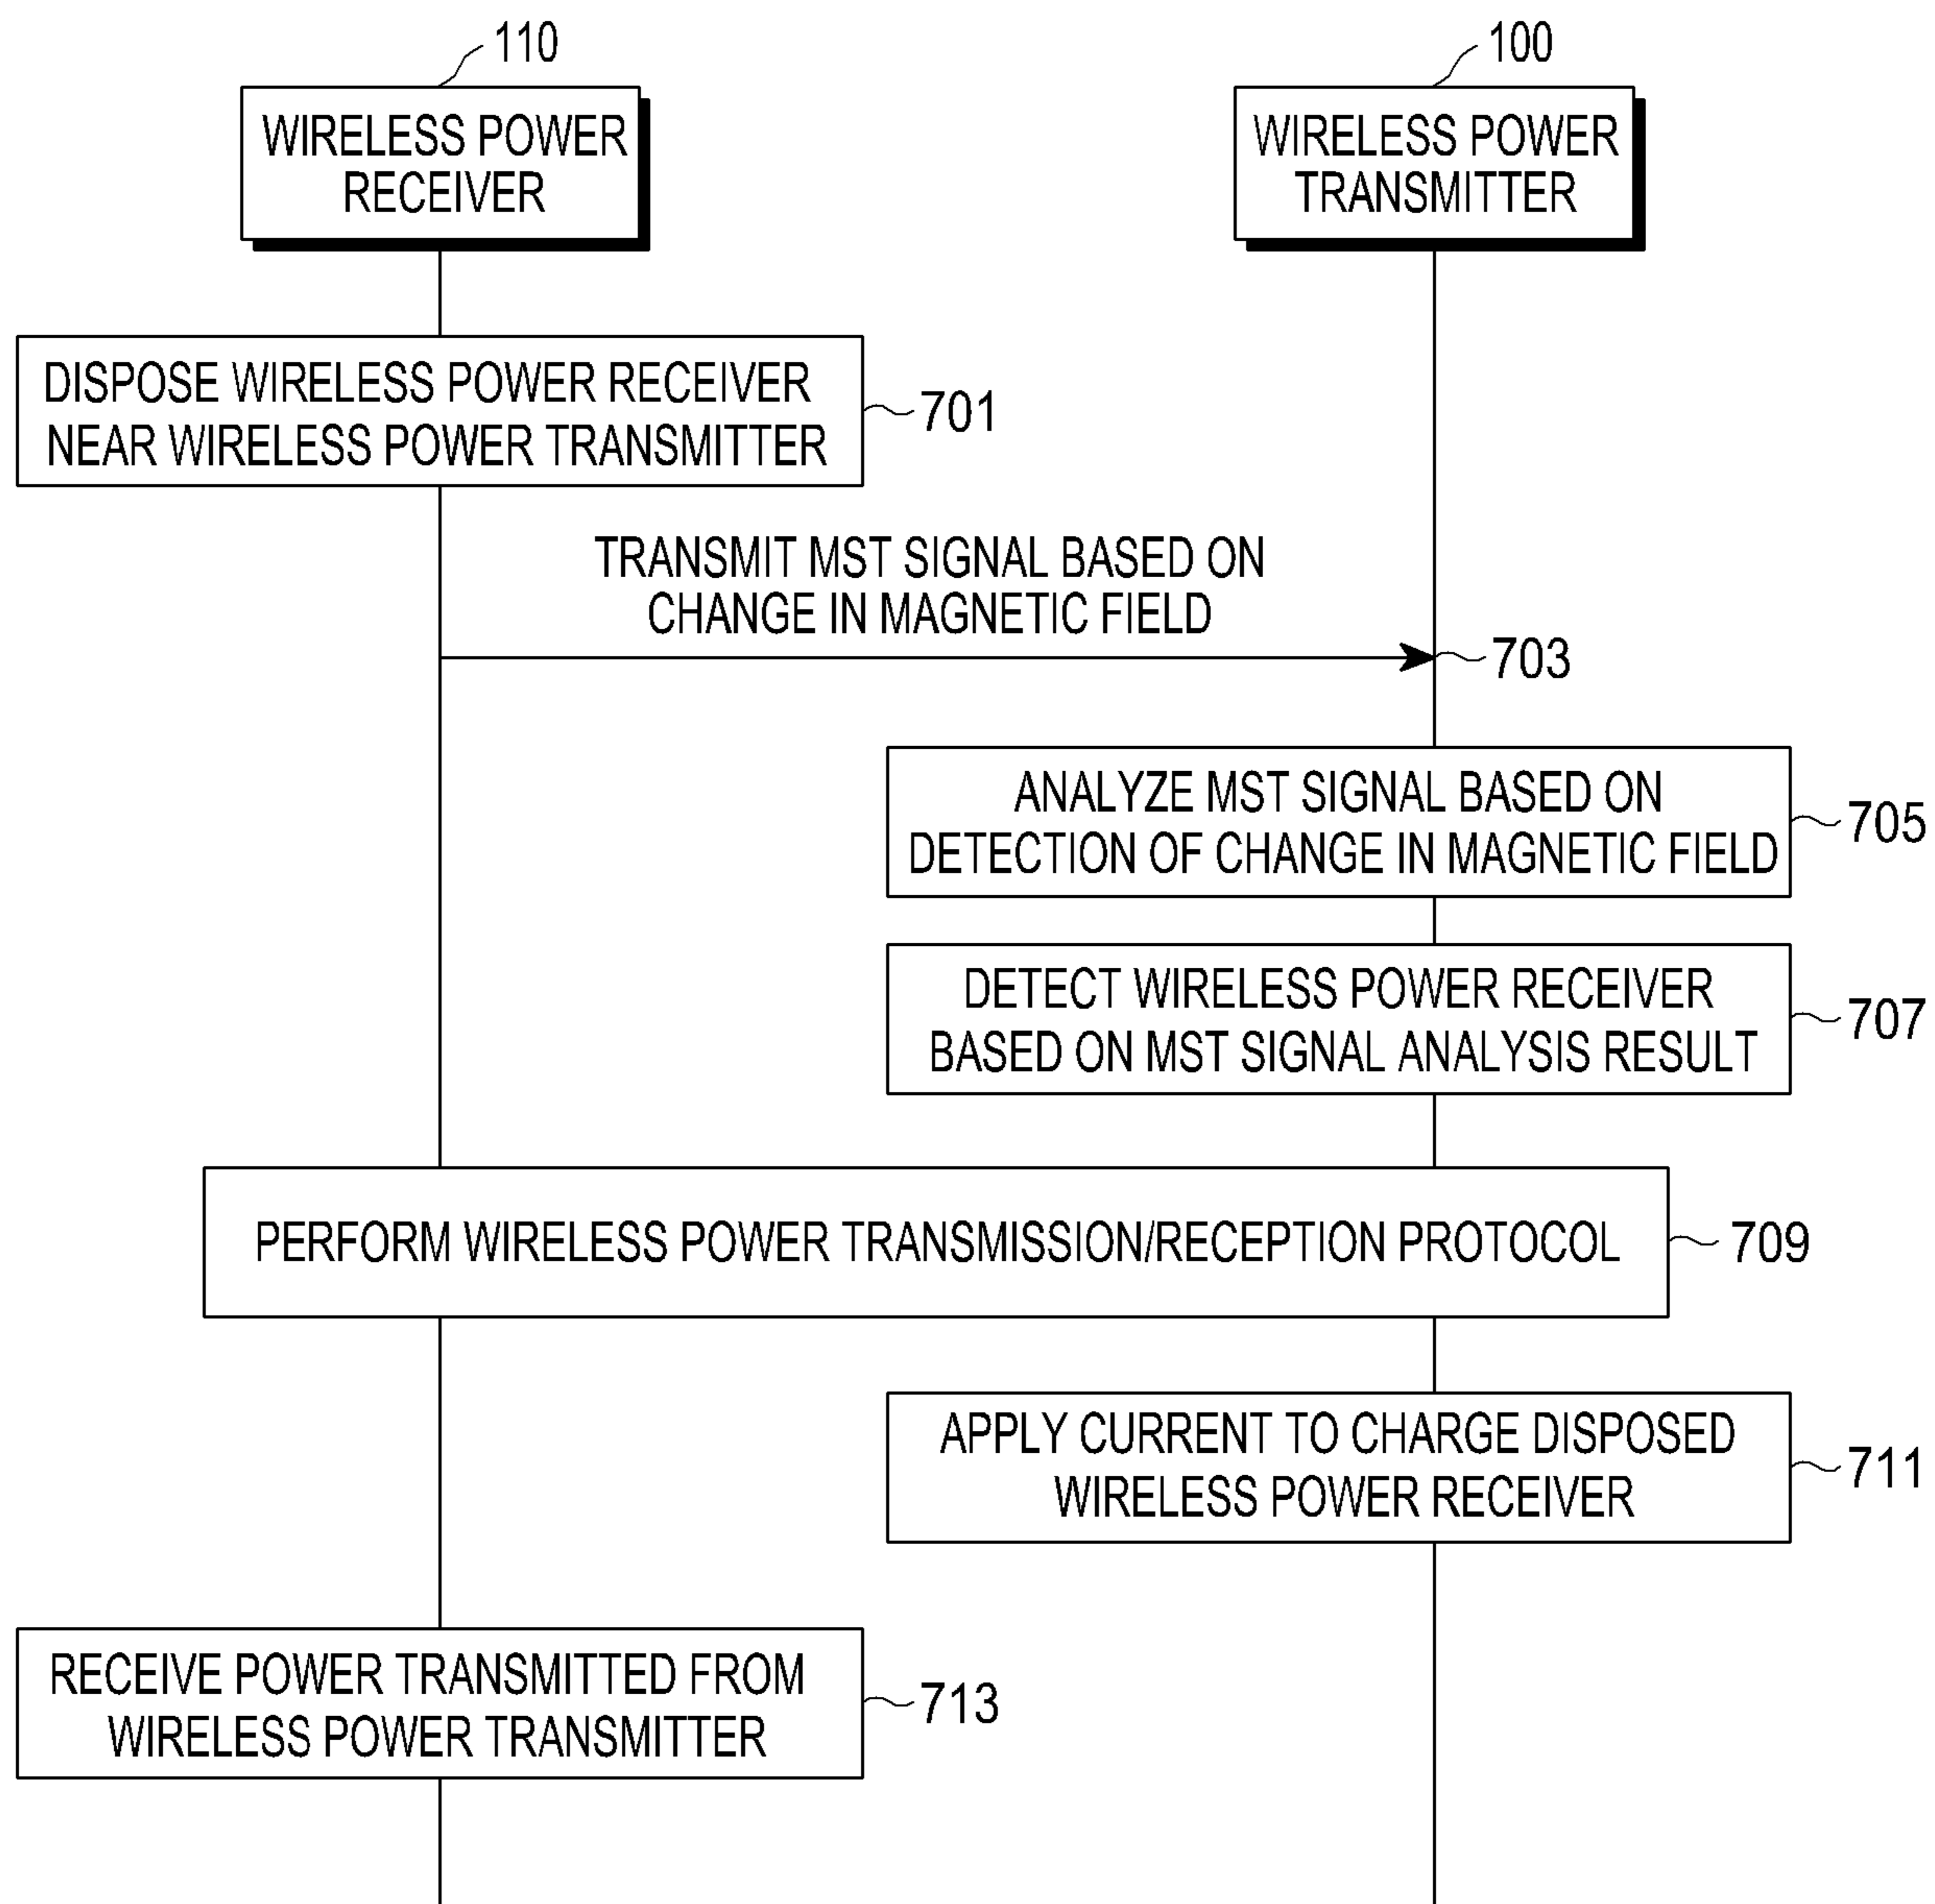 110
WIRELESS POWER
RECEIVER
100
WIRELESS POWER
TRANSMITTER
DISPOSE WIRELESS POWER RECEIVER
NEAR WIRELESS POWER TRANSMITTER
701
TRANSMIT MST SIGNAL BASED ON
CHANGE IN MAGNETIC FIELD
703
ANALYZE MST SIGNAL BASED ON
DETECTION OF CHANGE IN MAGNETIC FIELD
705
DETECT WIRELESS POWER RECEIVER
BASED ON MST SIGNAL ANALYSIS RESULT
707
PERFORM WIRELESS POWER TRANSMISSION/RECEPTION PROTOCOL
709
APPLY CURRENT TO CHARGE DISPOSED
WIRELESS POWER RECEIVER
711
RECEIVE POWER TRANSMITTED FROM
WIRELESS POWER TRANSMITTER
713